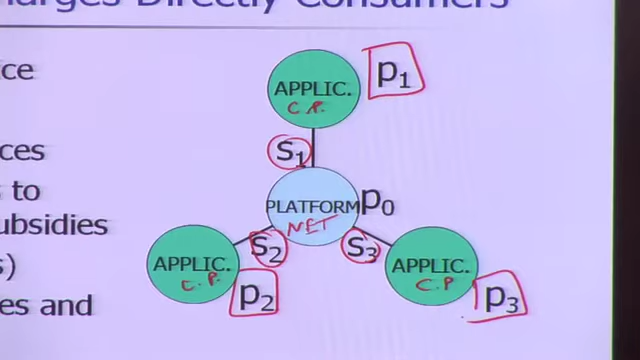 Charges Directly Consumers
ce
ces
s to
ubsidies
s)
es and
APPLIC.
C.P.
p1
s1
PLATFORM
NET
p0
s2
s3
APPLIC.
C.P.
p2
APPLIC.
C.P
p3